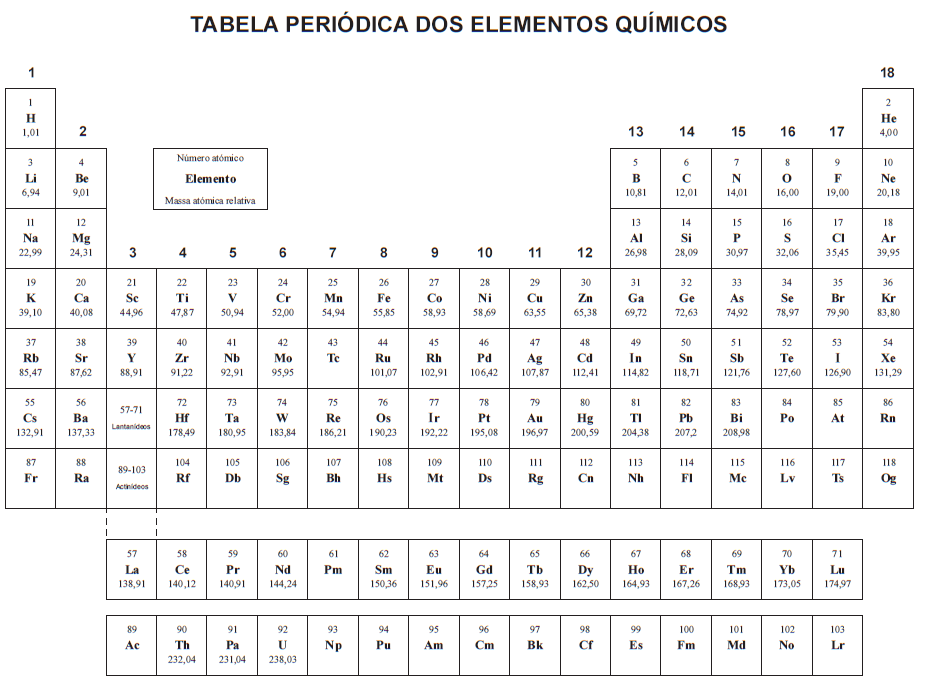 TABELA PERIÓDICA DOS ELEMENTOS QUÍMICOS
1 18
1 2
H 2 13 14 15 16 17 He
1,01 4,00
3 4 Número atómico 5 6 7 8 9 10
Li Be Elemento B C N O F Ne
6,94 9,01 Massa atómica relativa 10,81 12,01 14,01 16,00 19,00 20,18
11 12 13 14 15 16 17 18
Na Mg Al Si P S Cl Ar
22,99 24,31 3 4 5 6 7 8 9 10 11 12 26,98 28,09 30,97 32,06 35,45 39,95
19 20 21 22 23 24 25 26 27 28 29 30 31 32 33 34 35 36
K Ca Sc Ti V Cr Mn Fe Co Ni Cu Zn Ga Ge As Se Br Kr
39,10 40,08 44,96 47,87 50,94 52,00 54,94 55,85 58,93 58,69 63,55 65,38 69,72 72,63 74,92 78,97 79,90 83,80
37 38 39 40 41 42 43 44 45 46 47 48 49 50 51 52 53 54
Rb Sr Y Zr Nb Mo Tc Ru Rh Pd Ag Cd In Sn Sb Te I Xe
85,47 87,62 88,91 91,22 92,91 95,95 101,07 102,91 106,42 107,87 112,41 114,82 118,71 121,76 127,60 126,90 131,29
55 56 57-71 72 73 74 75 76 77 78 79 80 81 82 83 84 85 86
Cs Ba Lantanídeos Hf Ta W Re Os Ir Pt Au Hg Tl Pb Bi Po At Rn
132,91 137,33 178,49 180,95 183,84 186,21 190,23 192,22 195,08 196,97 200,59 204,38 207,2 208,98
87 88 89-103 104 105 106 107 108 109 110 111 112 113 114 115 116 117 118
Fr Ra Actinídeos Rf Db Sg Bh Hs Mt Ds Rg Cn Nh Fl Mc Lv Ts Og
57 58 59 60 61 62 63 64 65 66 67 68 69 70 71
La Ce Pr Nd Pm Sm Eu Gd Tb Dy Ho Er Tm Yb Lu
138,91 140,12 140,91 144,24 150,36 151,96 157,25 158,93 162,50 164,93 167,26 168,93 173,05 174,97
89 90 91 92 93 94 95 96 97 98 99 100 101 102 103
Ac Th Pa U Np Pu Am Cm Bk Cf Es Fm Md No Lr
232,04 231,04 238,03